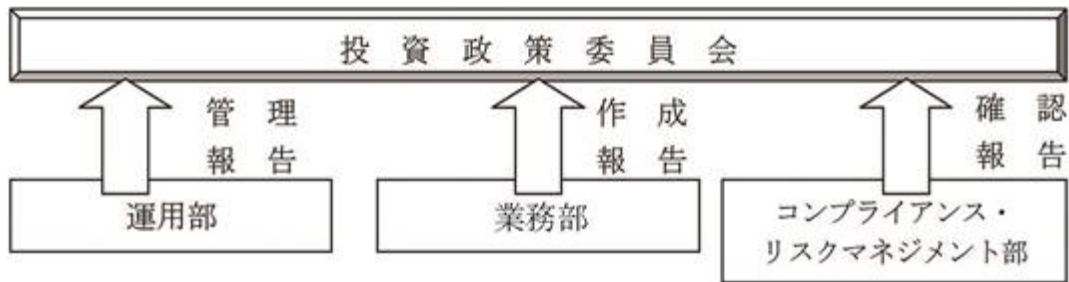 投資政策委員会
管理
報告
作成
報告
確認
報告
運用部
業務部
コンプライアンス・
リスクマネジメント部